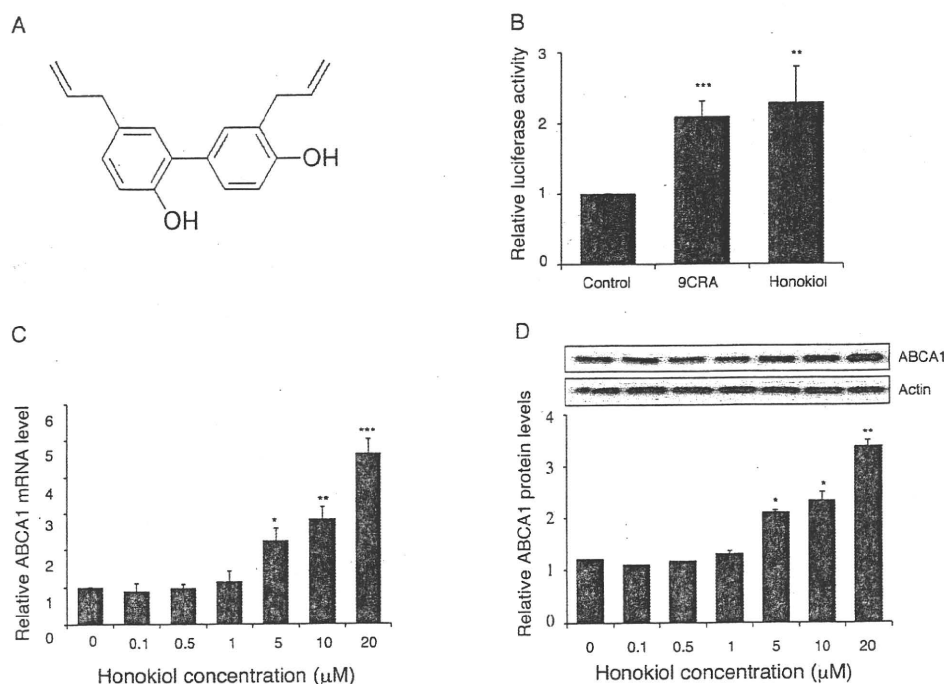 A
OH
OH
B
Relative luciferase activity
3
2
1
0
***
**
Control 9CRA Honokiol
C
Relative ABCA1 mRNA level
6
5
4
3
2
1
0
*
**
***
0 0.1 0.5 1 5 10 20
Honokiol concentration (μM)
D
ABCA1
Actin
Relative ABCA1 protein levels
4
3
2
1
0
*
*
**
0 0.1 0.5 1 5 10 20
Honokiol concentration (μM)